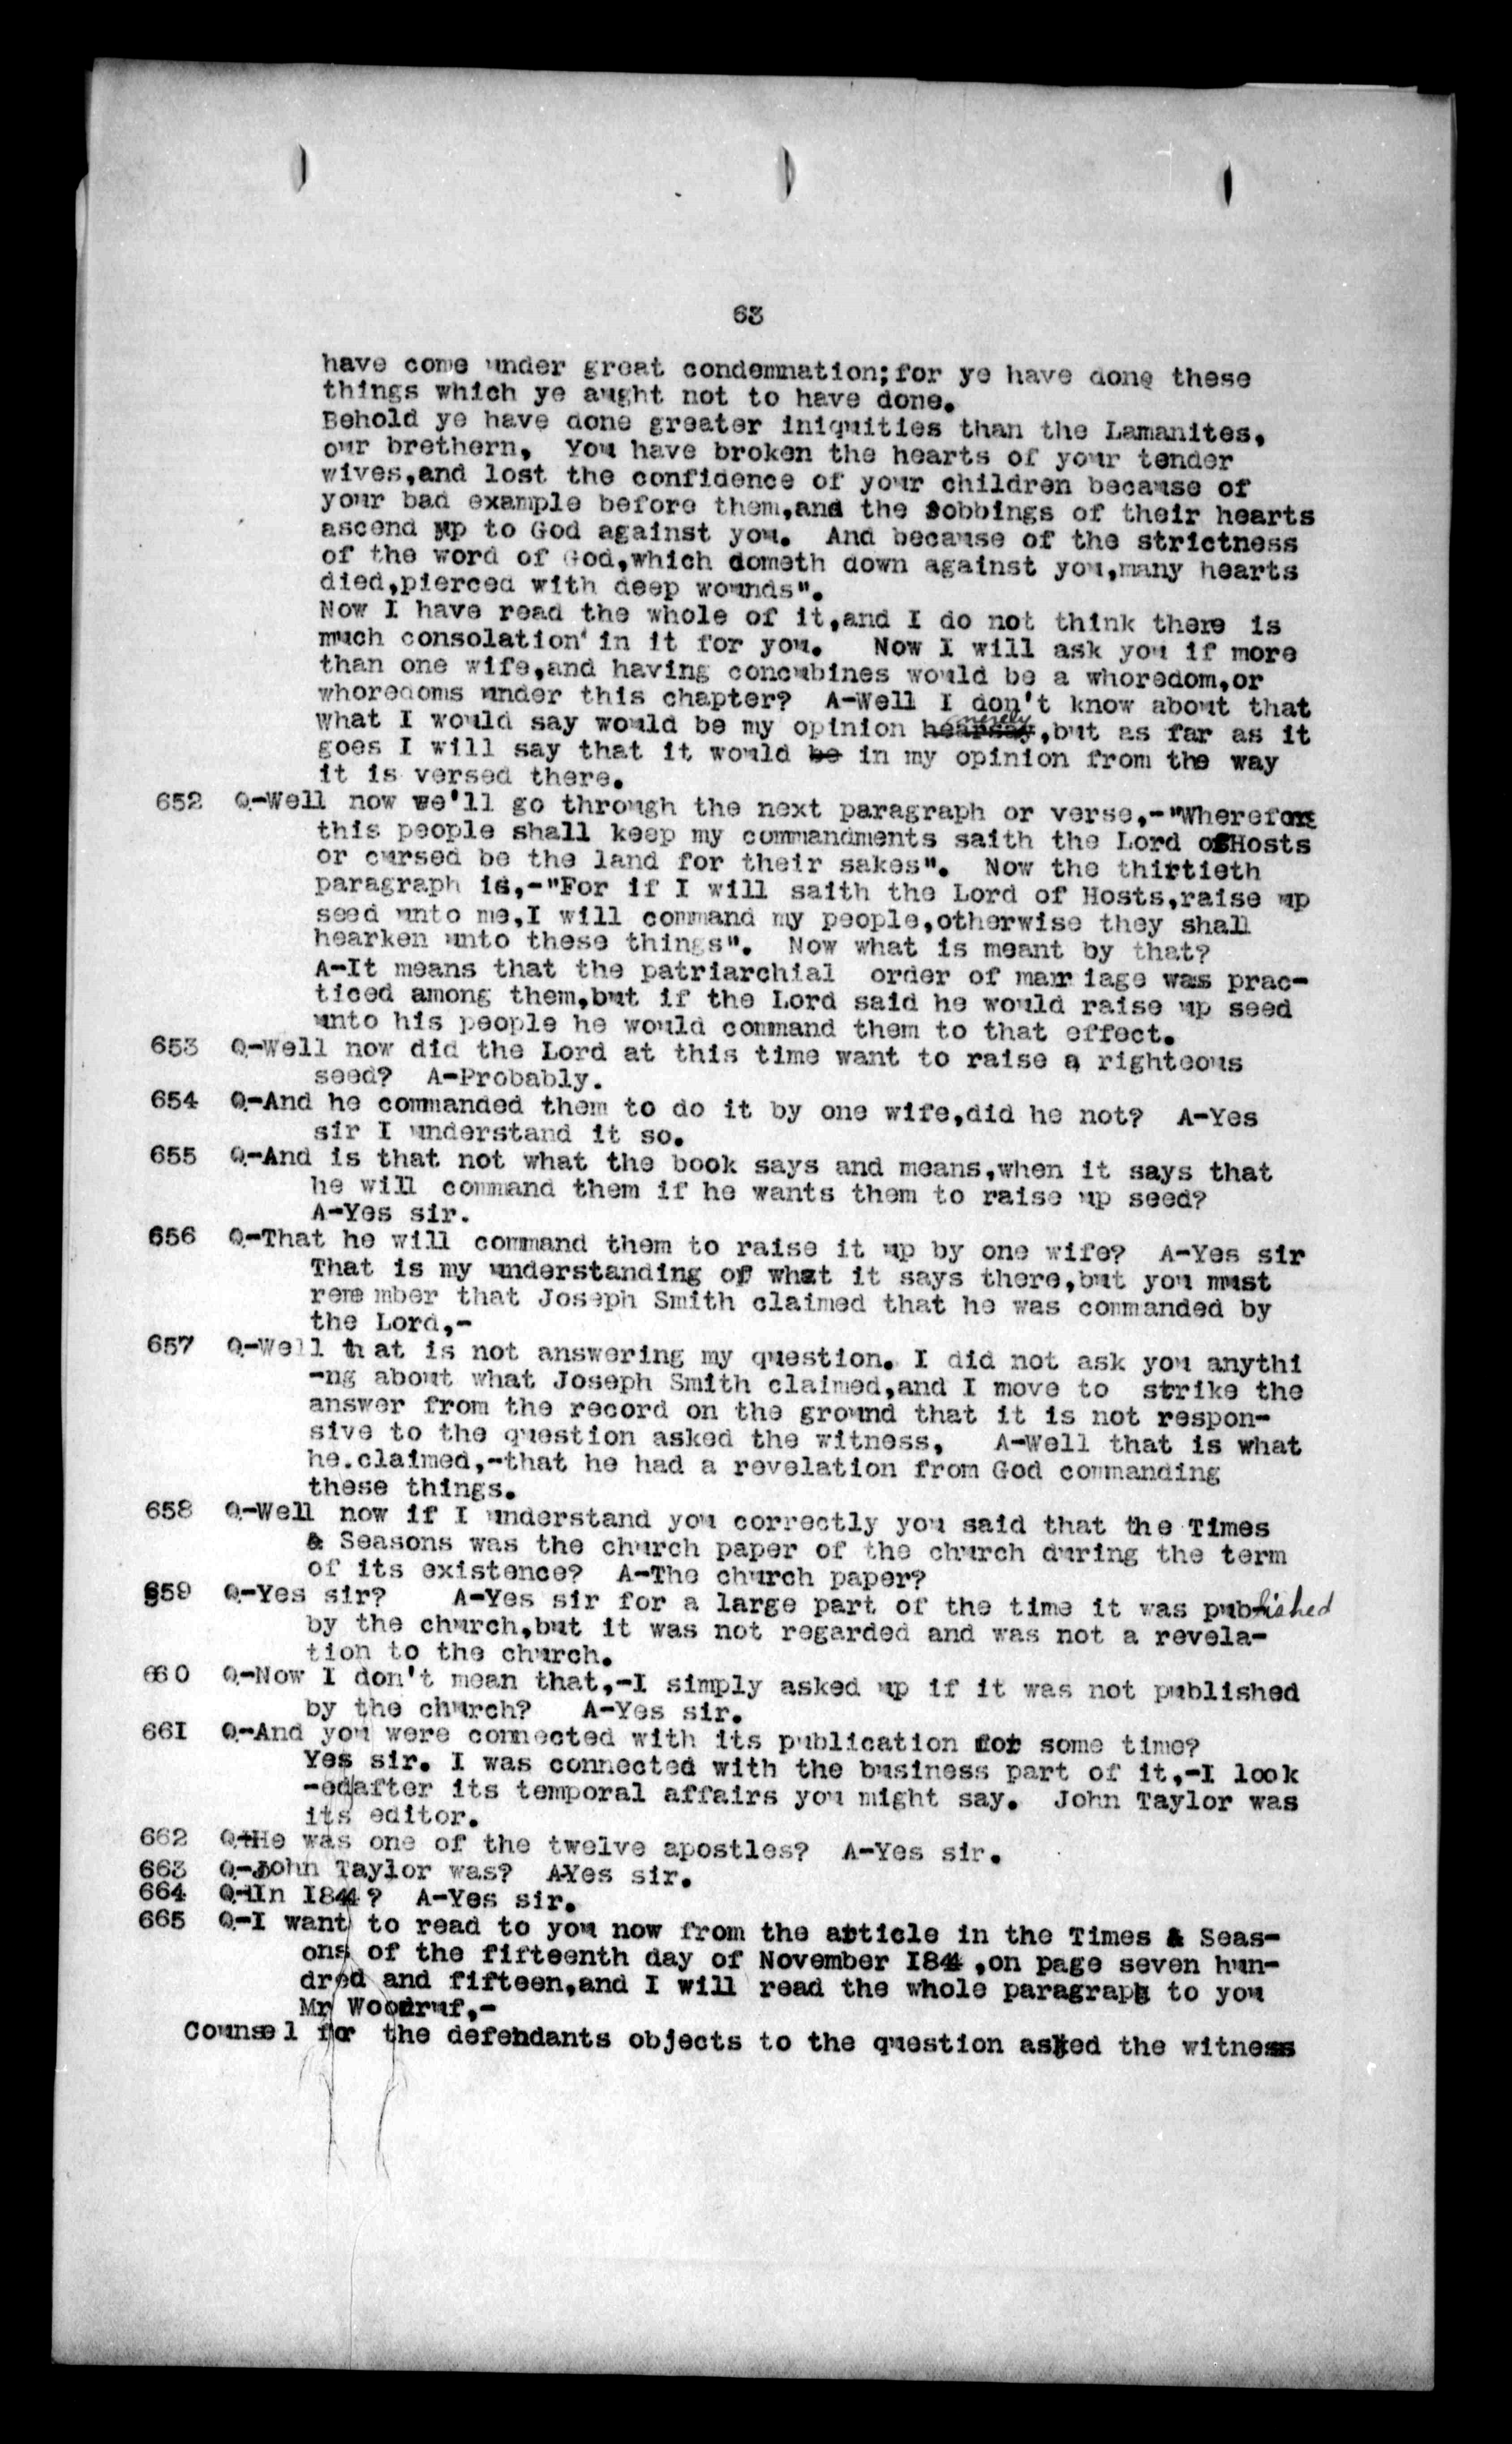 63
have come under great condemnation;for ye have done these
things which ye aught not to have done.
Behold ye have done greater iniquities than the Lamanites,
our brethern, You have broken the hearts of your tender
wives,and lost the confidence of your children because of
your bad example before them,and the sobbings of their hearts
ascend up to God against you. And because of the strictness
of the word of God,which dometh down against you,many hearts
died,pierced with deep wounds".
Now I have read the whole of it,and I do not think there is
much consolation in it for you. Now I will ask you if more
than one wife,and having concubines would be a whoredom,or
whoredoms under this chapter? A-Well I don't know about that
what I would say would be my opinion hearsay merely,but as far as it
goes I will say that it would be in my opinion from the way
it is versed there.
652 Q-Well now we'll go through the next paragraph or verse,-"Wherefore
this people shall keep my commandments saith the Lord of Hosts
or cursed be the land for their sakes". Now the thirtieth
paragraph is,-"For if I will saith the Lord of Hosts,raise up
seed unto me,I will command my people,otherwise they shall
hearken unto these things". Now what is meant by that?
A-It means that the patriarchial order of marriage was prac-
ticed among them,but if the Lord said he would raise up seed
unto his people he would command them to that effect.
653 Q-Well now did the Lord at this time want to raise a righteous
seed? A-Probably.
654 Q-And he commanded them to do it by one wife,did he not? A-Yes
sir I understand it so.
655 Q-And is that not what the book says and means,when it says that
he will command them if he wants them to raise up seed?
A-Yes sir.
656 Q-That he will command them to raise it up by one wife? A-Yes sir
That is my understanding of what it says there,but you must
remember that Joseph Smith claimed that he was commanded by
the Lord,-
657 Q-Well that is not answering my question. I did not ask you anythi
-ng about what Joseph Smith claimed,and I move to strike the
answer from the record on the ground that it is not respon-
sive to the question asked the witness, A-Well that is what
he.claimed,-that he had a revelation from God commanding
these things.
658 Q-Well now if I understand you correctly you said that the Times
& Seasons was the church paper of the church during the term
of its existence? A-The church paper?
659 Q-Yes sir? A-Yes sir for a large part of the time it was published
by the church,but it was not regarded and was not a revela-
tion to the church.
660 Q-Now I don't mean that,-I simply asked up if it was not published
by the church? A-Yes sir.
661 Q-And you were connected with its publication for some time?
Yes sir. I was connected with the business part of it,-I look
-edafter its temporal affairs you might say. John Taylor was
its editor.
662 Q-He was one of the twelve apostles? A-Yes sir.
663 Q-John Taylor was? A-Yes sir.
664 Q-In 1844? A-Yes sir.
665 Q-I want to read to you now from the article in the Times & Seas-
ons of the fifteenth day of November 1844,on page seven hun-
dred and fifteen,and I will read the whole paragraph to you
Mr Woodruf,-
Counsel for the defendants objects to the question asked the witness